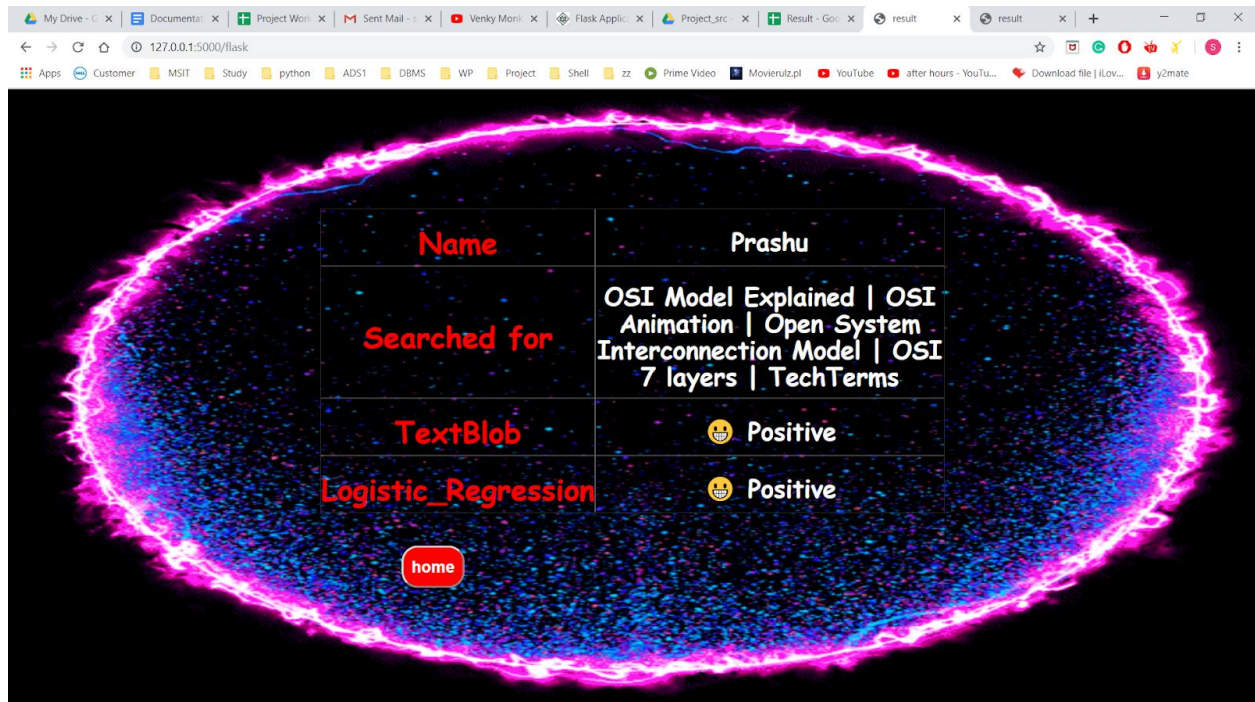 My Drive - G
Documentat
Project Work
Sent Mail - s
Venky Monk
Flask Applic
Project_src -
Result - Goo
result
result
127.0.0.1:5000/flask
Apps
Customer
MSIT
Study
python
ADS1
DBMS
WP
Project
Shell
zz
Prime Video
Movierulz.pl
YouTube
after hours - YouTu...
Download file | iLov...
y2mate
Name
Prashu
Searched for
OSI Model Explained | OSI
Animation | Open System
Interconnection Model | OSI
7 layers | TechTerms
TextBlob
😀 Positive
Logistic_Regression
😀 Positive
home